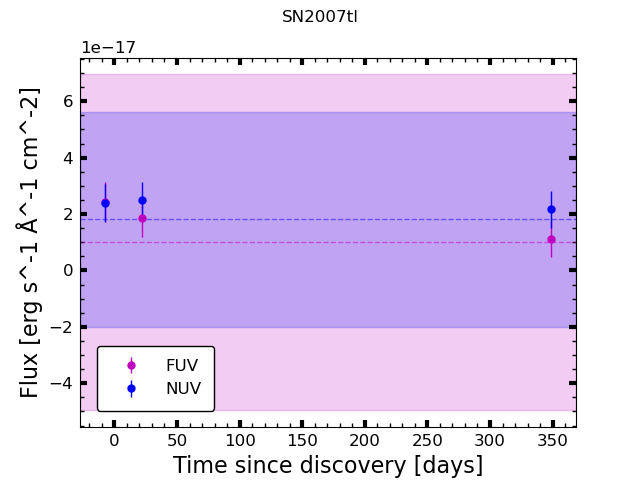 SN2007tl
1e−17
Flux [erg s^-1 Å^-1 cm^-2]
6
4
2
0
−2
−4
FUV
NUV
0 50 100 150 200 250 300 350
Time since discovery [days]